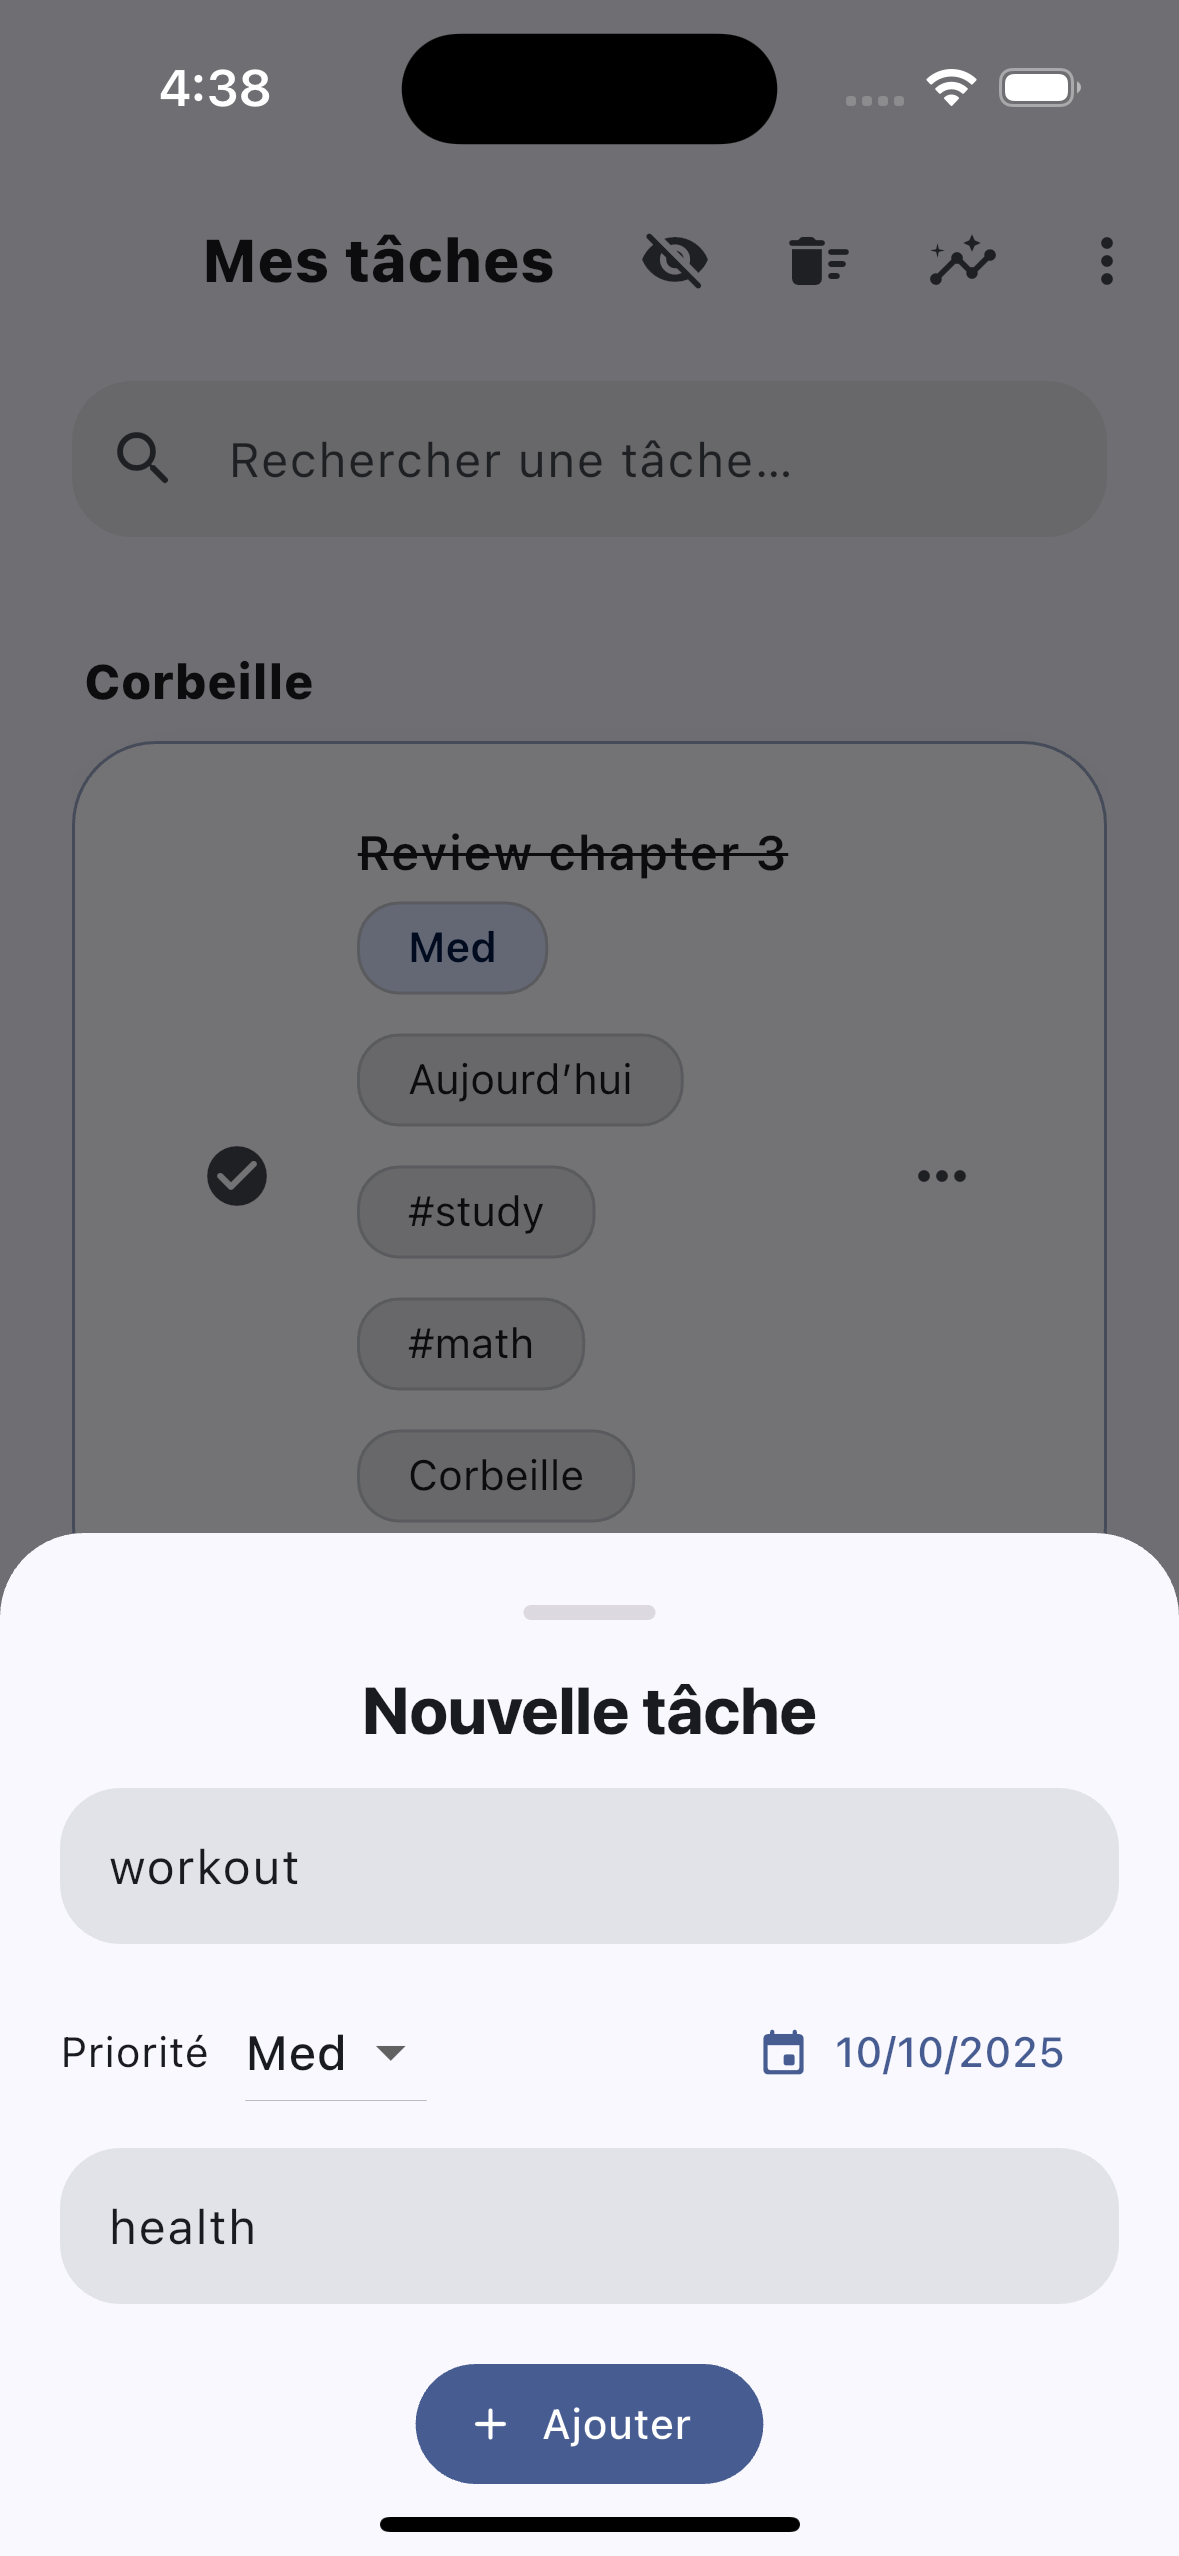 4:38
Mes tâches
Rechercher une tâche...
Corbeille
Review chapter 3
Med
Aujourd’hui
#study
#math
Corbeille
Nouvelle tâche
workout
Priorité Med 10/10/2025
health
+ Ajouter